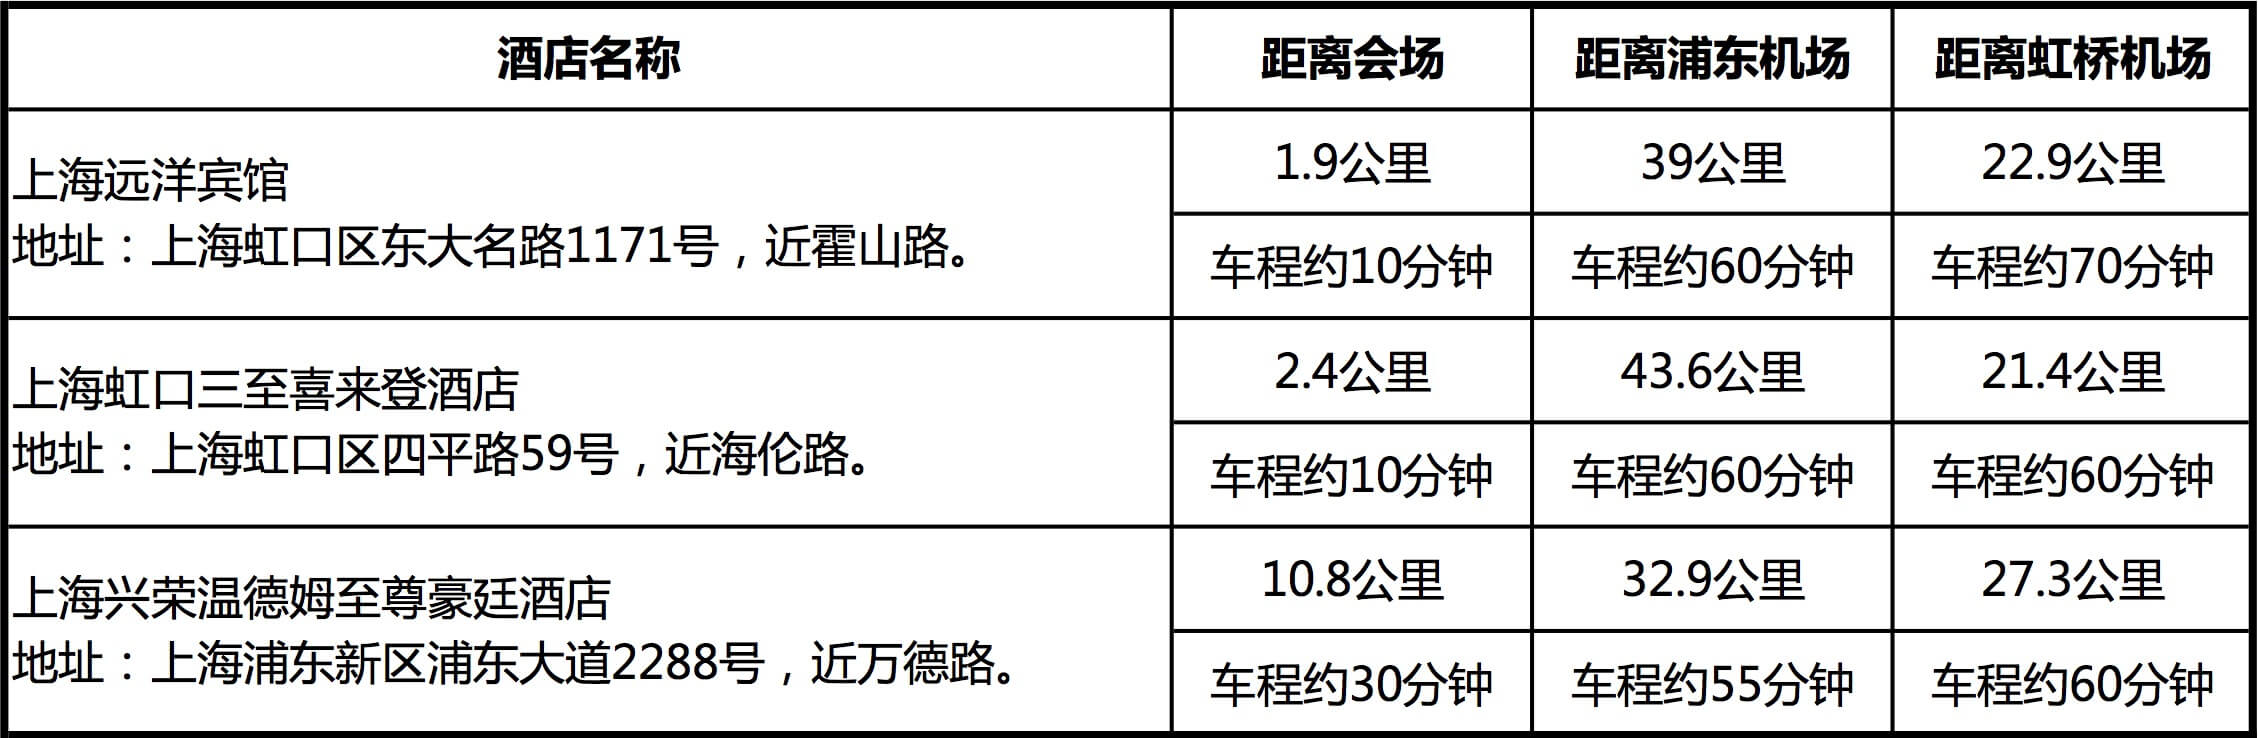 酒店名称 距离会场 距离浦东机场 距离虹桥机场
上海远洋宾馆
地址：上海虹口区东大名路1171号，近霍山路。
1.9公里 39公里 22.9公里
车程约10分钟 车程约60分钟 车程约70分钟
上海虹口三至喜来登酒店
地址：上海虹口区四平路59号，近海伦路。
2.4公里 43.6公里 21.4公里
车程约10分钟 车程约60分钟 车程约60分钟
上海兴荣温德姆至尊豪廷酒店
地址：上海浦东新区浦东大道2288号，近万德路。
10.8公里 32.9公里 27.3公里
车程约30分钟 车程约55分钟 车程约60分钟